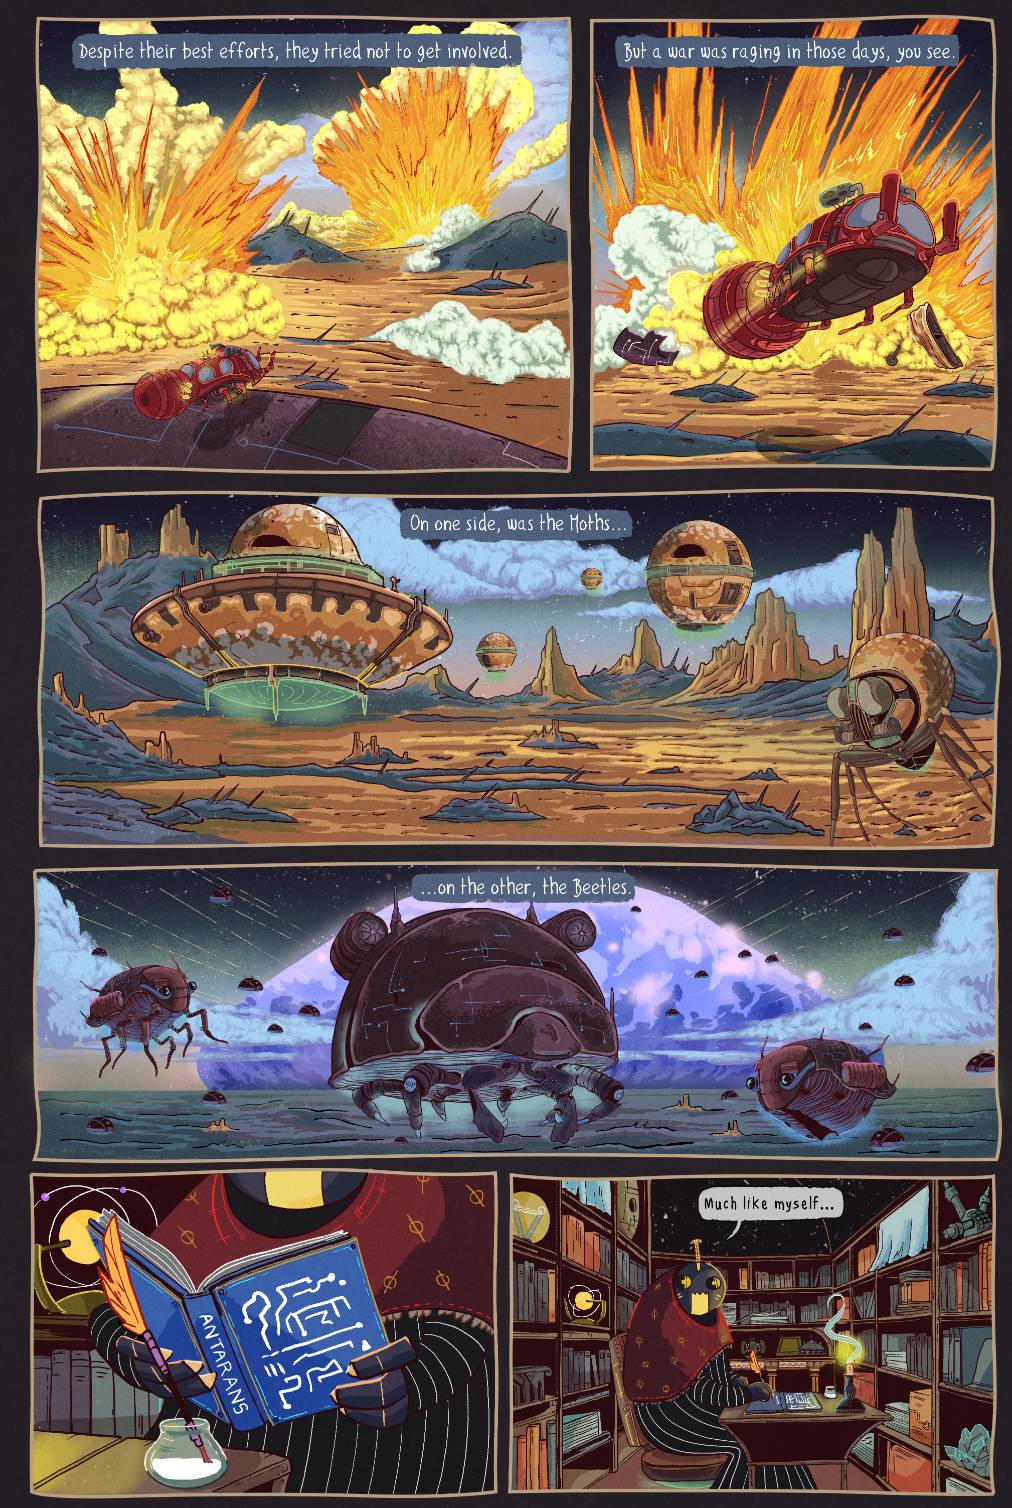 Despite their best efforts, they tried not to get involved.
But a war was raging in those days, you see.
On one side, was the Moths...
...on the other, the Beetles.
ANTARANS
Much like myself...